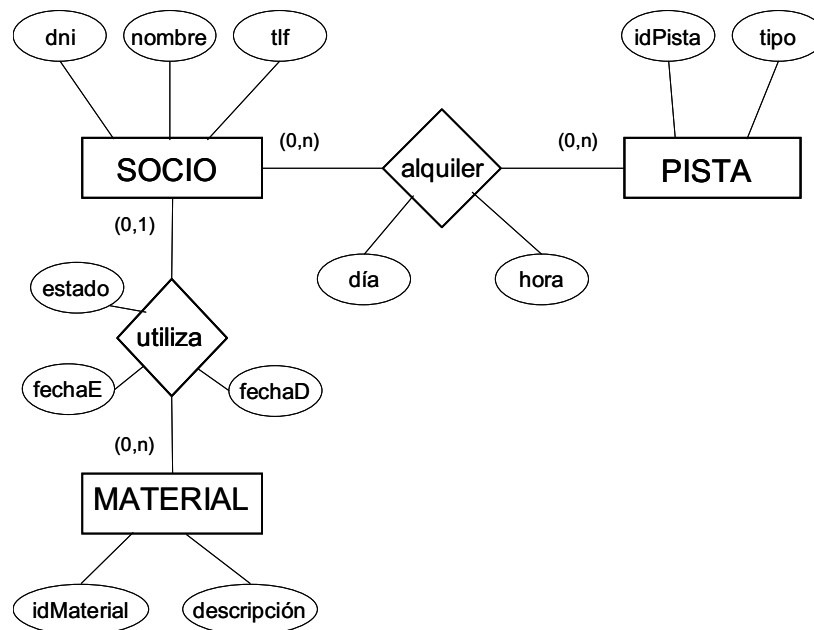 dni
nombre
tlf
idPista
tipo
(0,n)
(0,n)
SOCIO
alquiler
PISTA
(0,1)
día
hora
estado
utiliza
fechaE
fechaD
(0,n)
MATERIAL
idMaterial
descripción